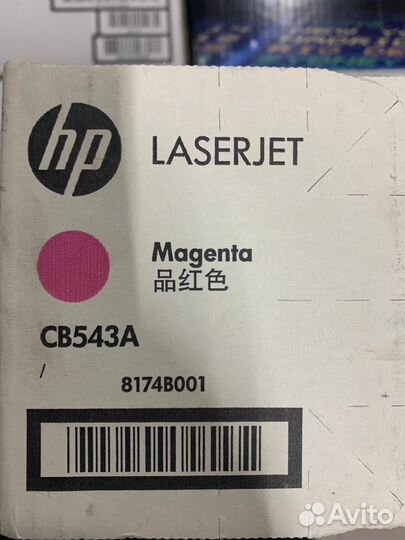 hp
LASERJET
Magenta
品红色
CB543A
/
8174B001
Avito